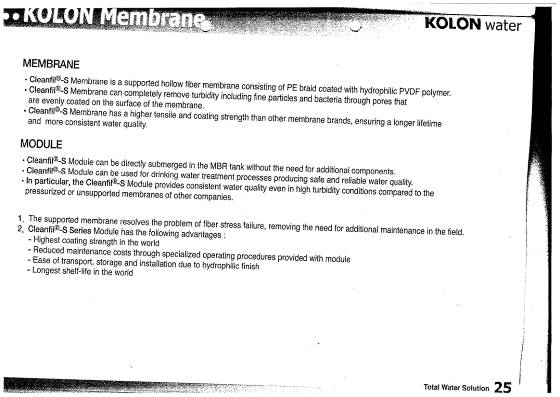 KOLON Membrane
KOLON water
MEMBRANE
· Cleanfil®-S Membrane is a supported hollow fiber membrane consisting of PE braid coated with hydrophilic PVDF polymer.
· Cleanfil®-S Membrane can completely remove turbidity including fine particles and bacteria through pores that
are evenly coated on the surface of the membrane.
· Cleanfil®-S Membrane has a higher tensile and coating strength than other membrane brands, ensuring a longer lifetime
and more consistent water quality.
MODULE
· Cleanfil®-S Module can be directly submerged in the MBR tank without the need for additional components.
· Cleanfil®-S Module can be used for drinking water treatment processes producing safe and reliable water quality.
· In particular, the Cleanfil®-S Module provides consistent water quality even in high turbidity conditions compared to the
pressurized or unsupported membranes of other companies.
1. The supported membrane resolves the problem of fiber stress failure, removing the need for additional maintenance in the field.
2. Cleanfil®-S Series Module has the following advantages :
- Highest coating strength in the world
- Reduced maintenance costs through specialized operating procedures provided with module
- Ease of transport, storage and installation due to hydrophilic finish
- Longest shelf-life in the world
Total Water Solution 25